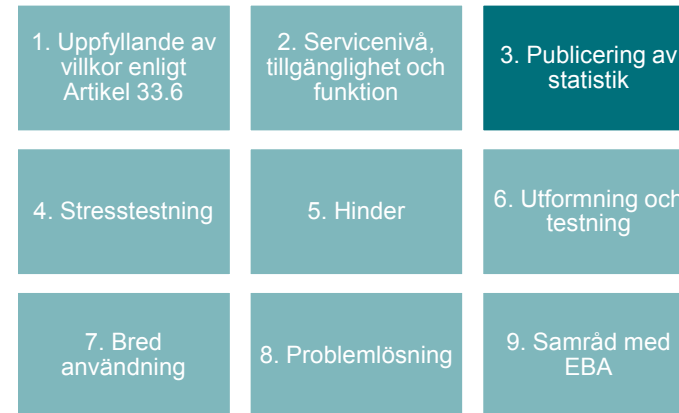 1. Uppfyllande av
villkor enligt
Artikel 33.6
2. Servicenivå,
tillgänglighet och
funktion
3. Publicering av
statistik
4. Stresstestning
5. Hinder
6. Utformning och
testning
7. Bred
användning
8. Problemlösning
9. Samråd med
EBA